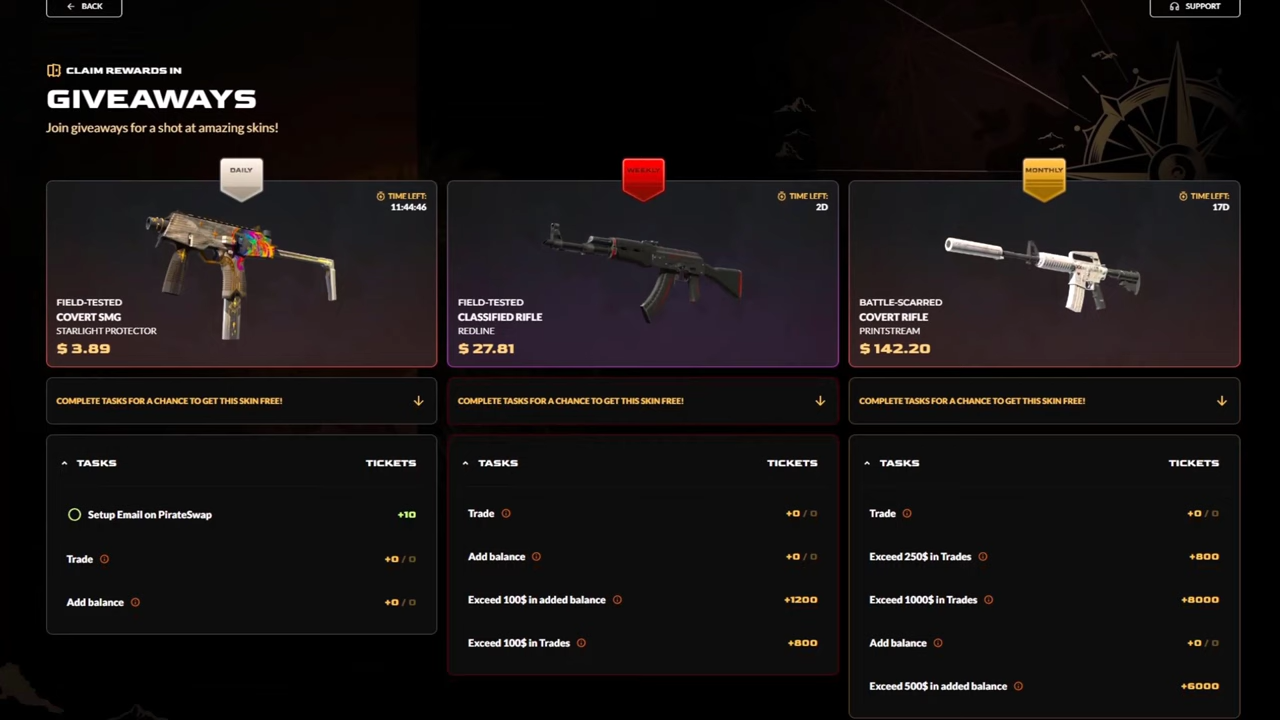 BACK
SUPPORT
CLAIM REWARDS IN
GIVEAWAYS
Join giveaways for a shot at amazing skins!
DAILY
TIME LEFT:
11:44:46
FIELD-TESTED
COVERT SMG
STARLIGHT PROTECTOR
$ 3.89
COMPLETE TASKS FOR A CHANCE TO GET THIS SKIN FREE!
TASKS TICKETS
Setup Email on PirateSwap +10
Trade +0 / 0
Add balance +0 / 0
WEEKLY
TIME LEFT:
2D
FIELD-TESTED
CLASSIFIED RIFLE
REDLINE
$ 27.81
COMPLETE TASKS FOR A CHANCE TO GET THIS SKIN FREE!
TASKS TICKETS
Trade +0 / 0
Add balance +0 / 0
Exceed 100$ in added balance +1200
Exceed 100$ in Trades +800
MONTHLY
TIME LEFT:
17D
BATTLE-SCARRED
COVERT RIFLE
PRINTSTREAM
$ 142.20
COMPLETE TASKS FOR A CHANCE TO GET THIS SKIN FREE!
TASKS TICKETS
Trade +0 / 0
Exceed 250$ in Trades +800
Exceed 1000$ in Trades +8000
Add balance +0 / 0
Exceed 500$ in added balance +6000